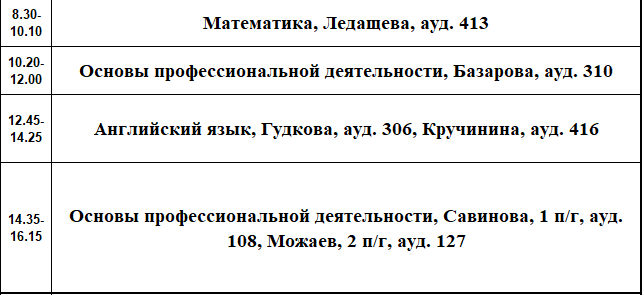 8.30-
10.10
Математика, Ледащева, ауд. 413
10.20-
12.00
Основы профессиональной деятельности, Базарова, ауд. 310
12.45-
14.25
Английский язык, Гудкова, ауд. 306, Кручинина, ауд. 416
14.35-
16.15
Основы профессиональной деятельности, Савинова, 1 п/г, ауд.
108, Можаев, 2 п/г, ауд. 127